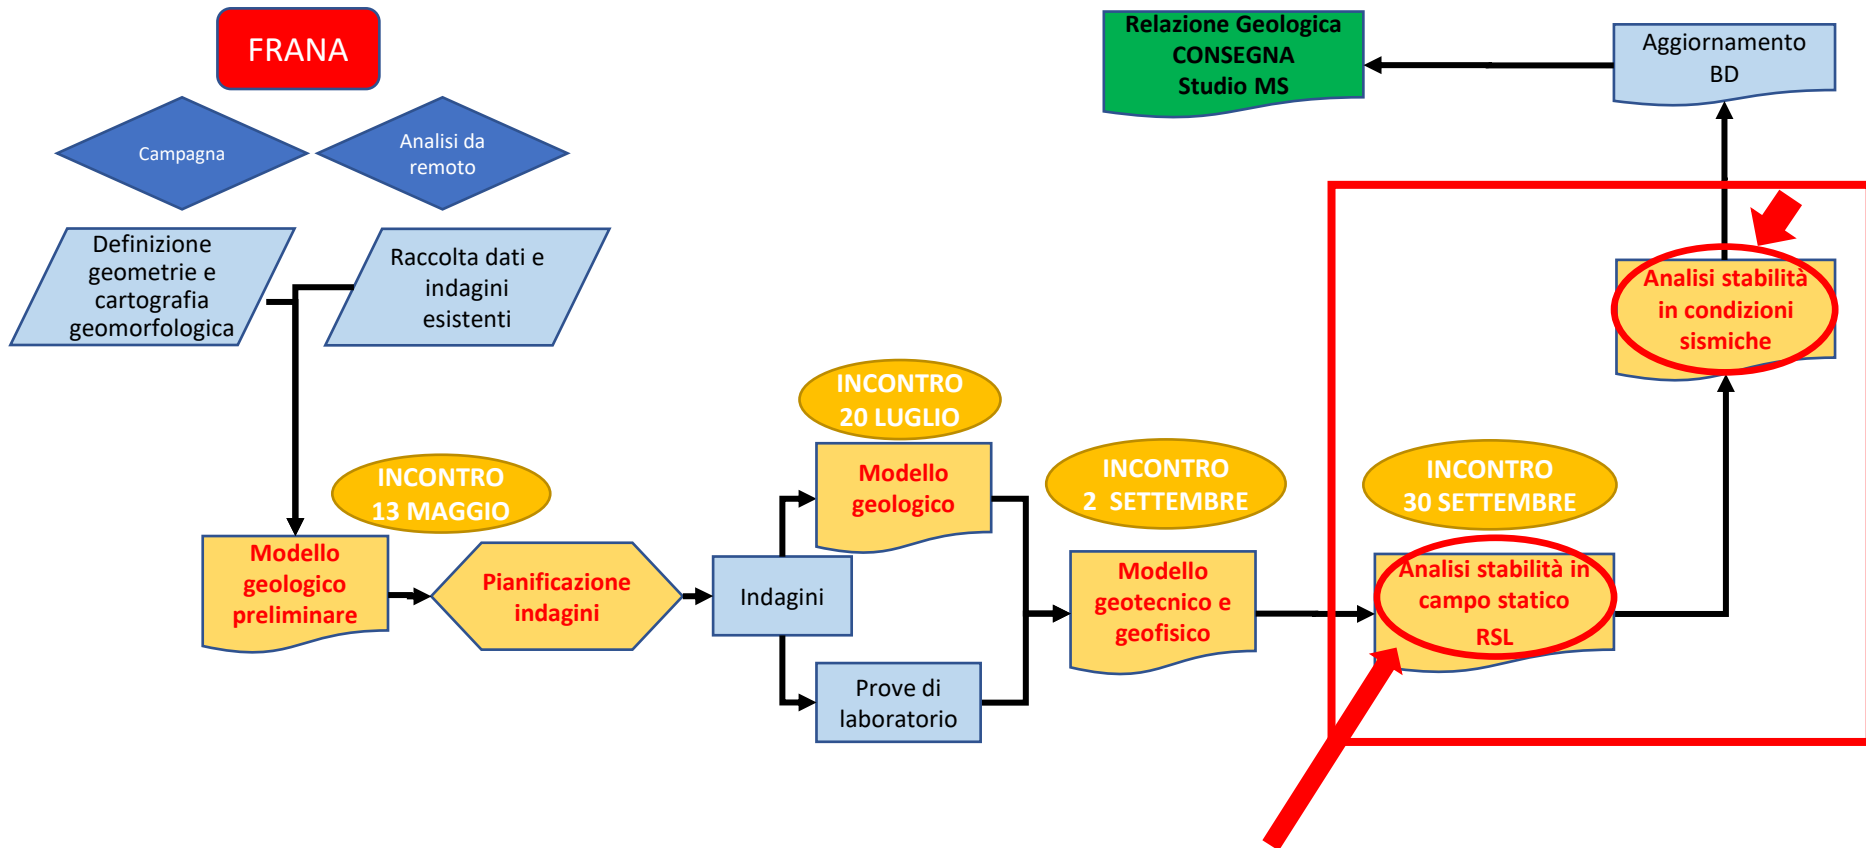 FRANA
Campagna
Analisi da
remoto
Definizione
geometrie e
cartografia
geomorfologica
Raccolta dati e
indagini
esistenti
INCONTRO
13 MAGGIO
Modello
geologico
preliminare
Pianificazione
indagini
Indagini
INCONTRO
20 LUGLIO
Modello
geologico
Prove di
laboratorio
INCONTRO
2 SETTEMBRE
Modello
geotecnico e
geofisico
INCONTRO
30 SETTEMBRE
Analisi stabilità in
campo statico
RSL
Analisi stabilità
in condizioni
sismiche
Aggiornamento
BD
Relazione Geologica
CONSEGNA
Studio MS